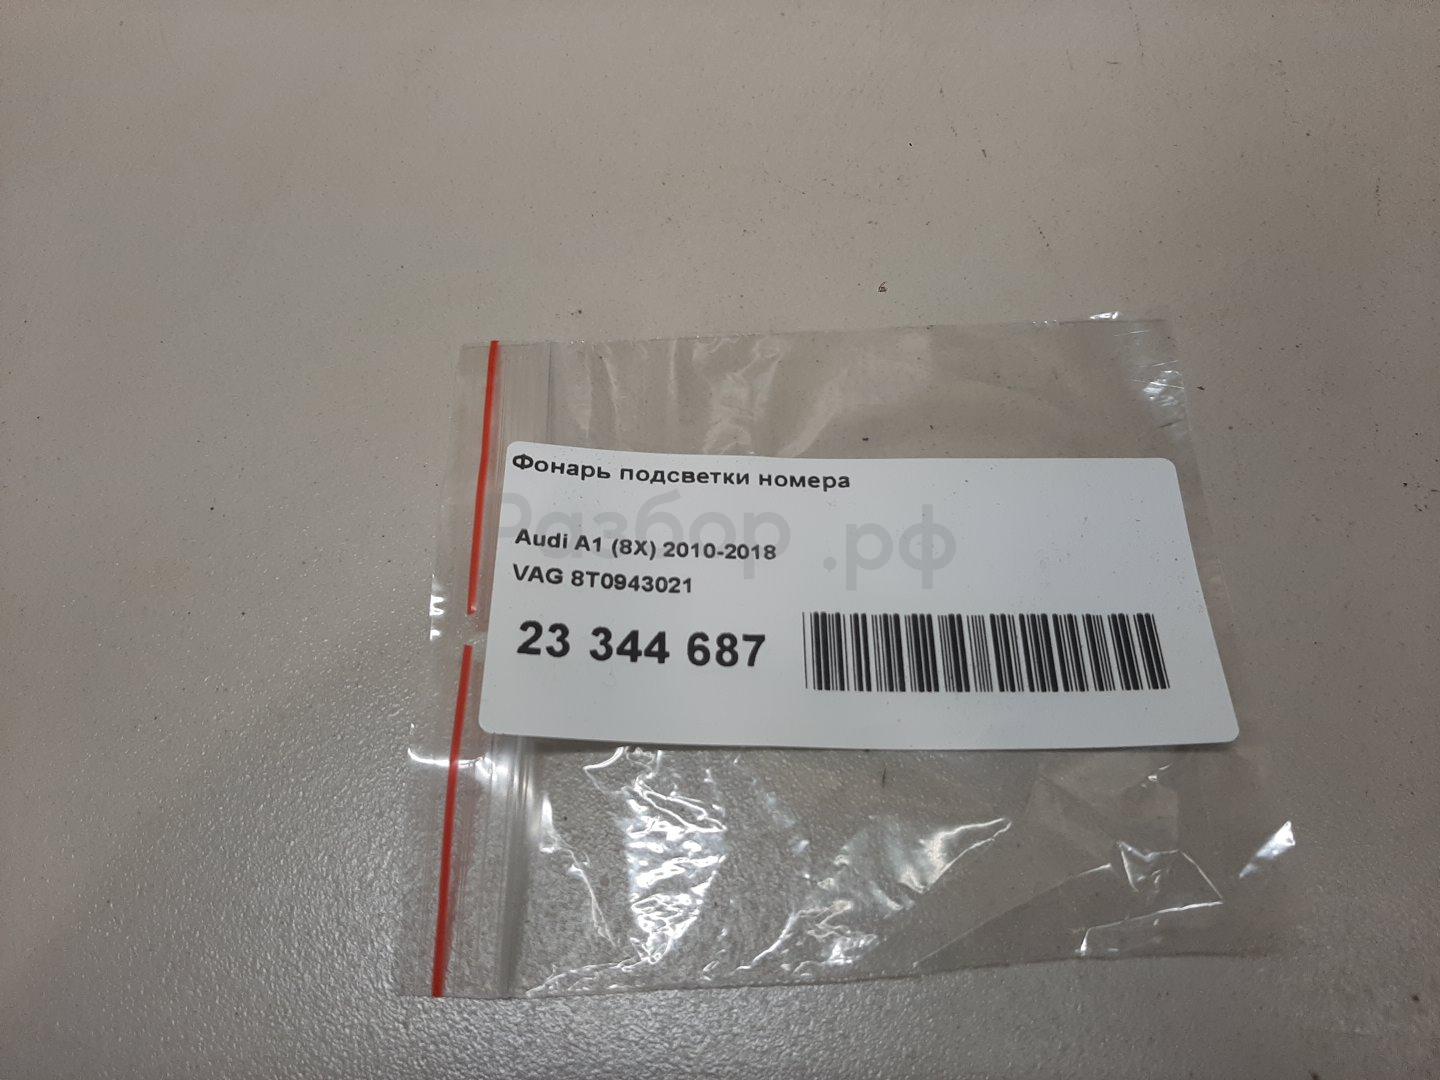 Фонарь подсветки номера
Разбор .рф
Audi A1 (8X) 2010-2018
VAG 8T0943021
23 344 687